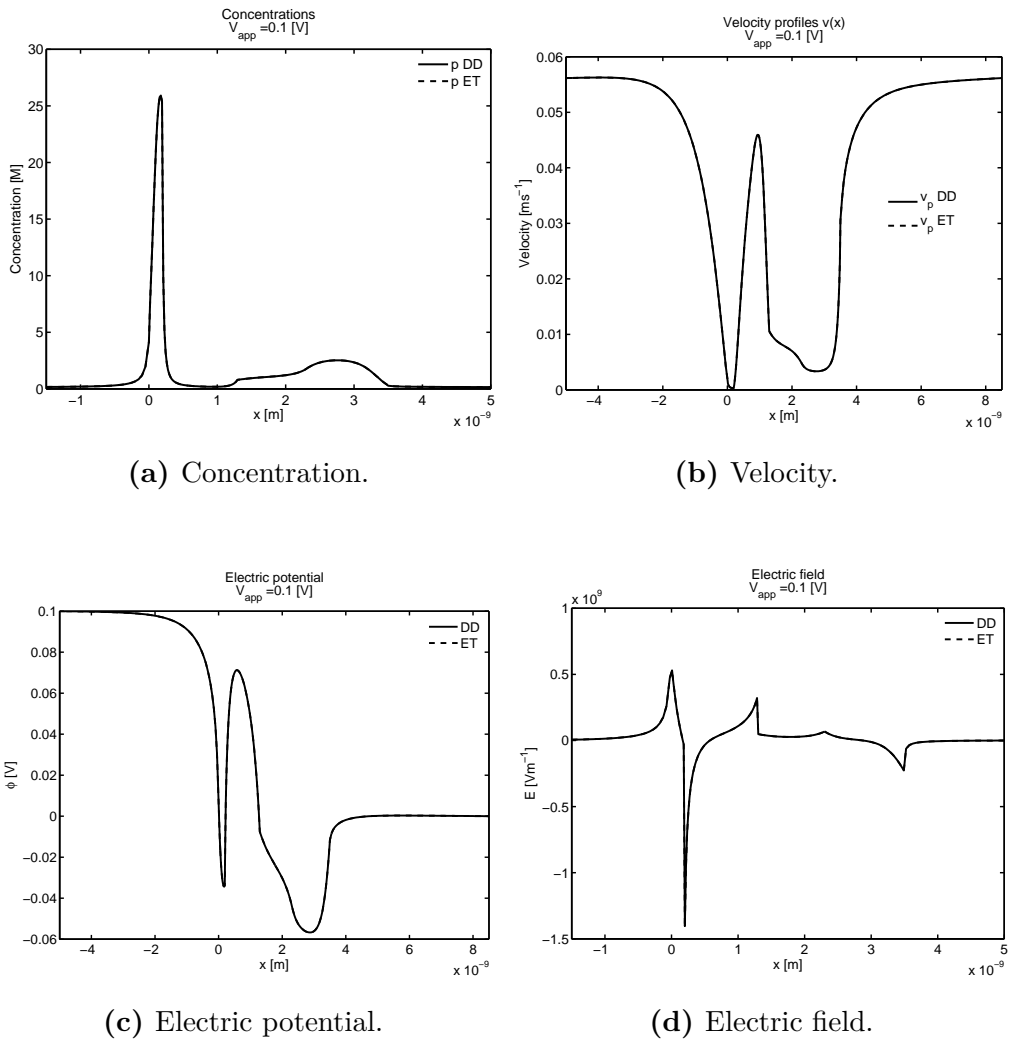 Concentrations
V_app =0.1 [V]
30
25
20
15
10
5
0
−1
0
1
2
3
4
5
x [m]
x 10⁻⁹
Concentration [M]
p DD
p ET
(a) Concentration.
Velocity profiles v(x)
V_app =0.1 [V]
0.06
0.05
0.04
0.03
0.02
0.01
0
−4
−2
0
2
4
6
8
x [m]
x 10⁻⁹
Velocity [ms⁻¹]
v_p DD
v_p ET
(b) Velocity.
Electric potential
V_app =0.1 [V]
0.1
0.08
0.06
0.04
0.02
0
−0.02
−0.04
−0.06
−4
−2
0
2
4
6
8
x [m]
x 10⁻⁹
ϕ [V]
DD
ET
(c) Electric potential.
Electric field
V_app =0.1 [V]
x 10⁹
1
0.5
0
−0.5
−1
−1.5
−1
0
1
2
3
4
5
x [m]
x 10⁻⁹
E [Vm⁻¹]
DD
ET
(d) Electric field.